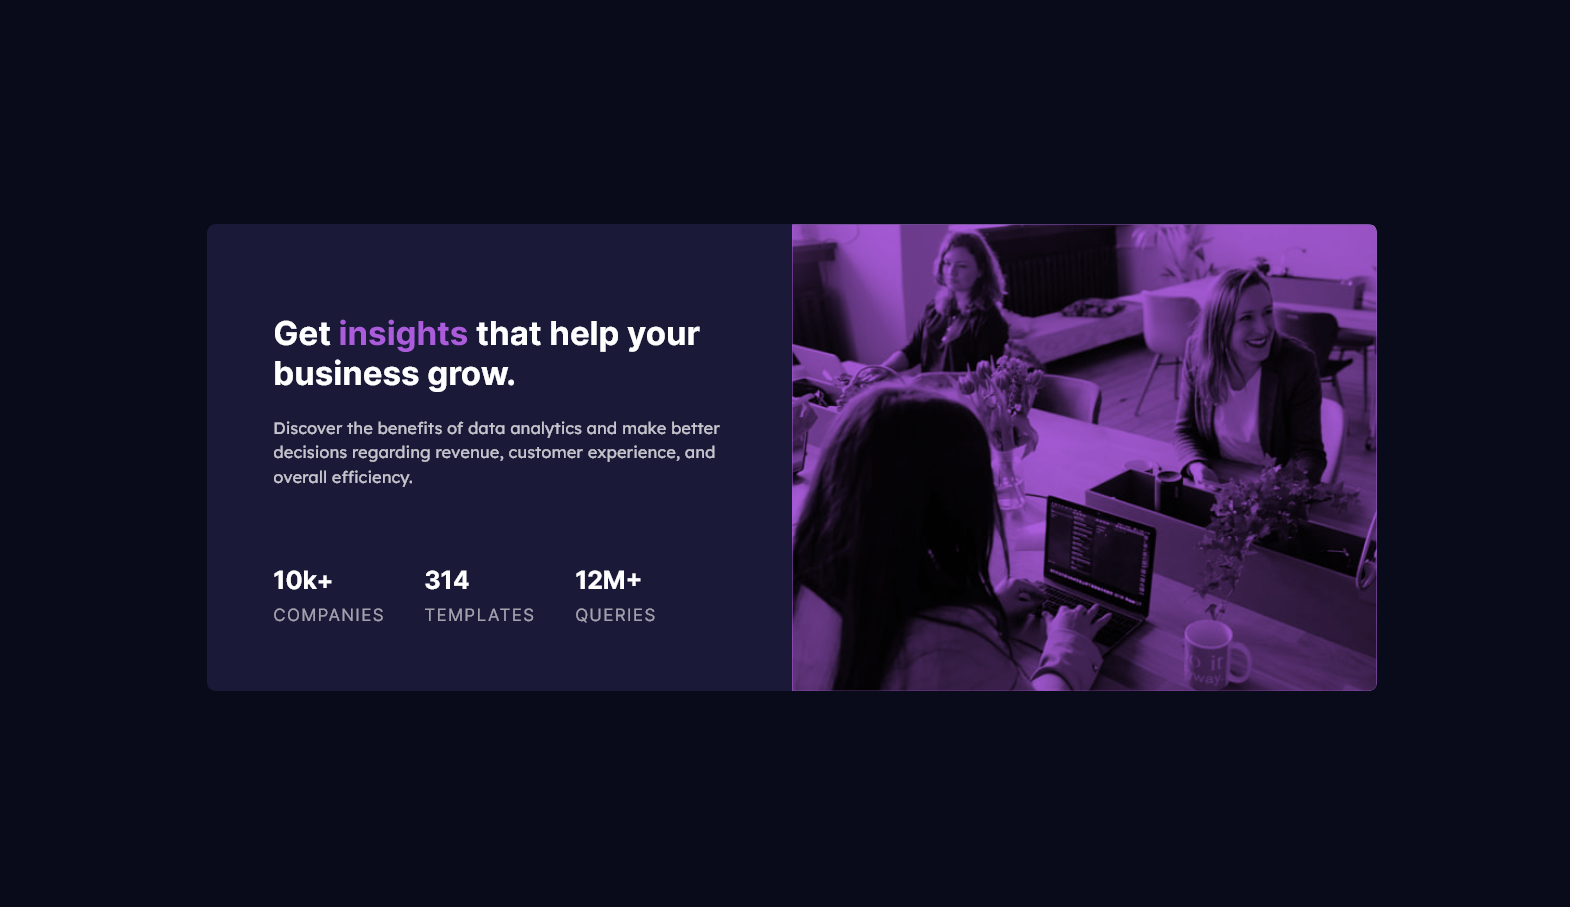 Get insights that help your
business grow.
Discover the benefits of data analytics and make better
decisions regarding revenue, customer experience, and
overall efficiency.
10k+ 314 12M+
COMPANIES TEMPLATES QUERIES